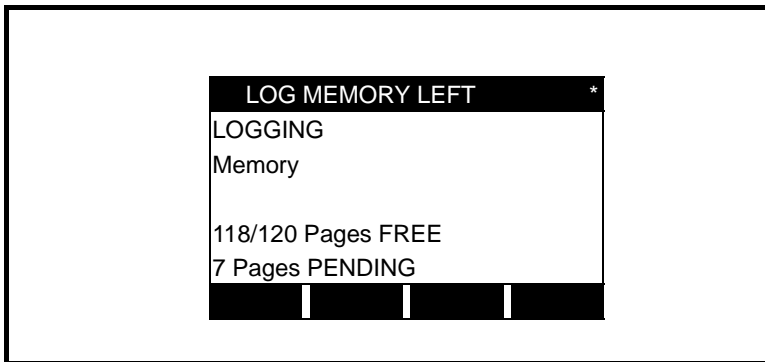 LOG MEMORY LEFT *
LOGGING
Memory
118/120 Pages FREE
7 Pages PENDING